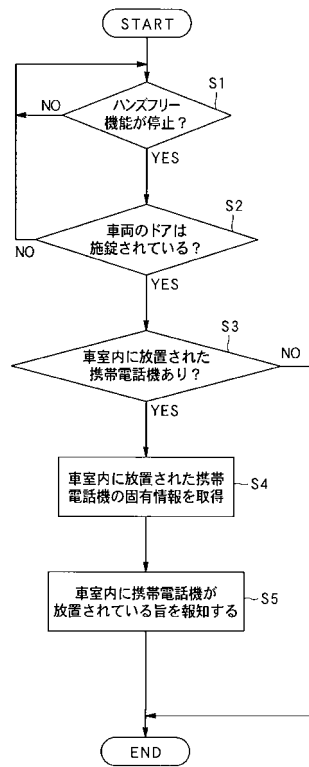 START
S1
ハンズフリー
機能が停止？
NO
YES
S2
車両のドアは
施錠されている？
NO
YES
S3
車室内に放置された
携帯電話機あり？
NO
YES
車室内に放置された携帯
電話機の固有情報を取得
S4
車室内に携帯電話機が
放置されている旨を報知する
S5
END